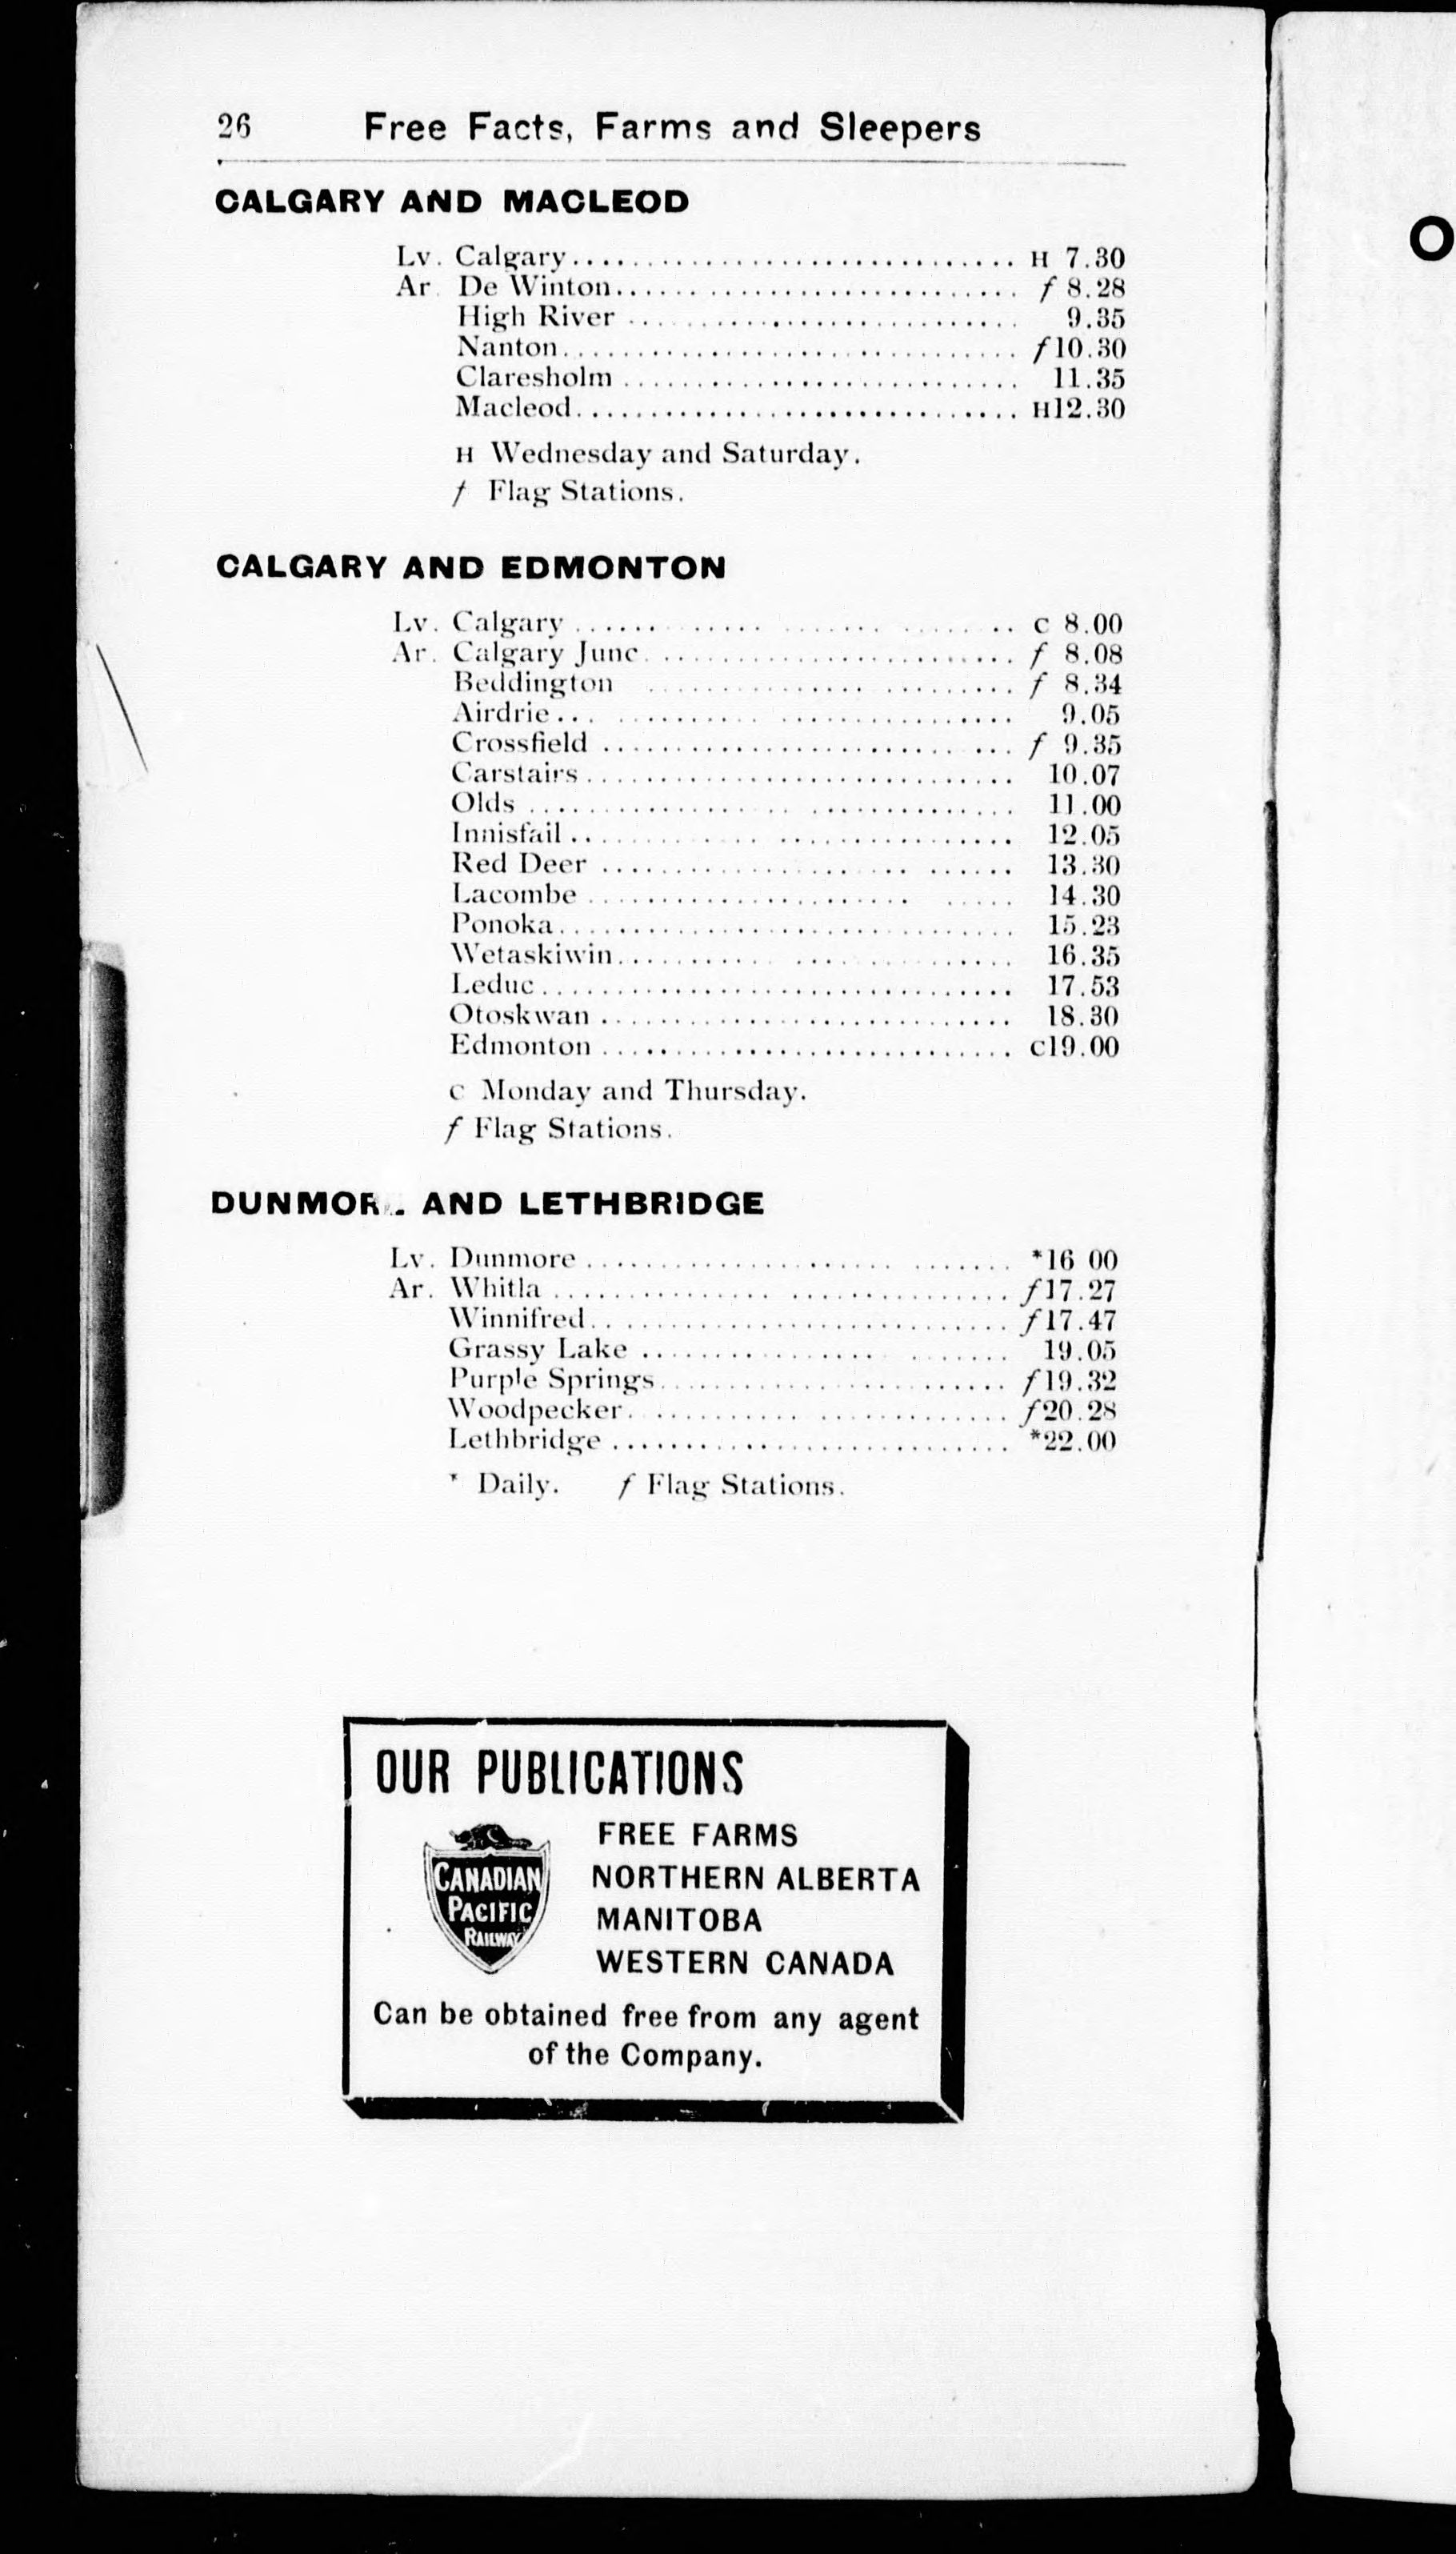 26 Free Facts, Farms and Sleepers
CALGARY AND MACLEOD
Lv. Calgary.............................. H 7.30
Ar. De Winton........................... f 8.28
High River .......................... 9.35
Nanton.............................. f10.30
Claresholm .......................... 11.35
Macleod............................. H12.30
H Wednesday and Saturday.
f Flag Stations.
CALGARY AND EDMONTON
Lv. Calgary ............................ C 8.00
Ar. Calgary Junc........................ f 8.08
Beddington ......................... f 8.34
Airdrie............................. 9.05
Crossfield .......................... f 9.35
Carstairs............................ 10.07
Olds ............................... 11.00
Innisfail............................ 12.05
Red Deer ........................... 13.30
Lacombe ........................... 14.30
Ponoka.............................. 15.23
Wetaskiwin.......................... 16.35
Leduc............................... 17.53
Otoskwan ........................... 18.30
Edmonton ........................... C19.00
C Monday and Thursday.
f Flag Stations.
DUNMOR. AND LETHBRIDGE
Lv. Dunmore ............................ *16 00
Ar. Whitla .............................. f17.27
Winnifred........................... f17.47
Grassy Lake ........................ 19.05
Purple Springs....................... f19.32
Woodpecker......................... f20.28
Lethbridge .......................... *22.00
* Daily. f Flag Stations.
OUR PUBLICATIONS
CANADIAN
PACIFIC
RAILWAY
FREE FARMS
NORTHERN ALBERTA
MANITOBA
WESTERN CANADA
Can be obtained free from any agent
of the Company.
O